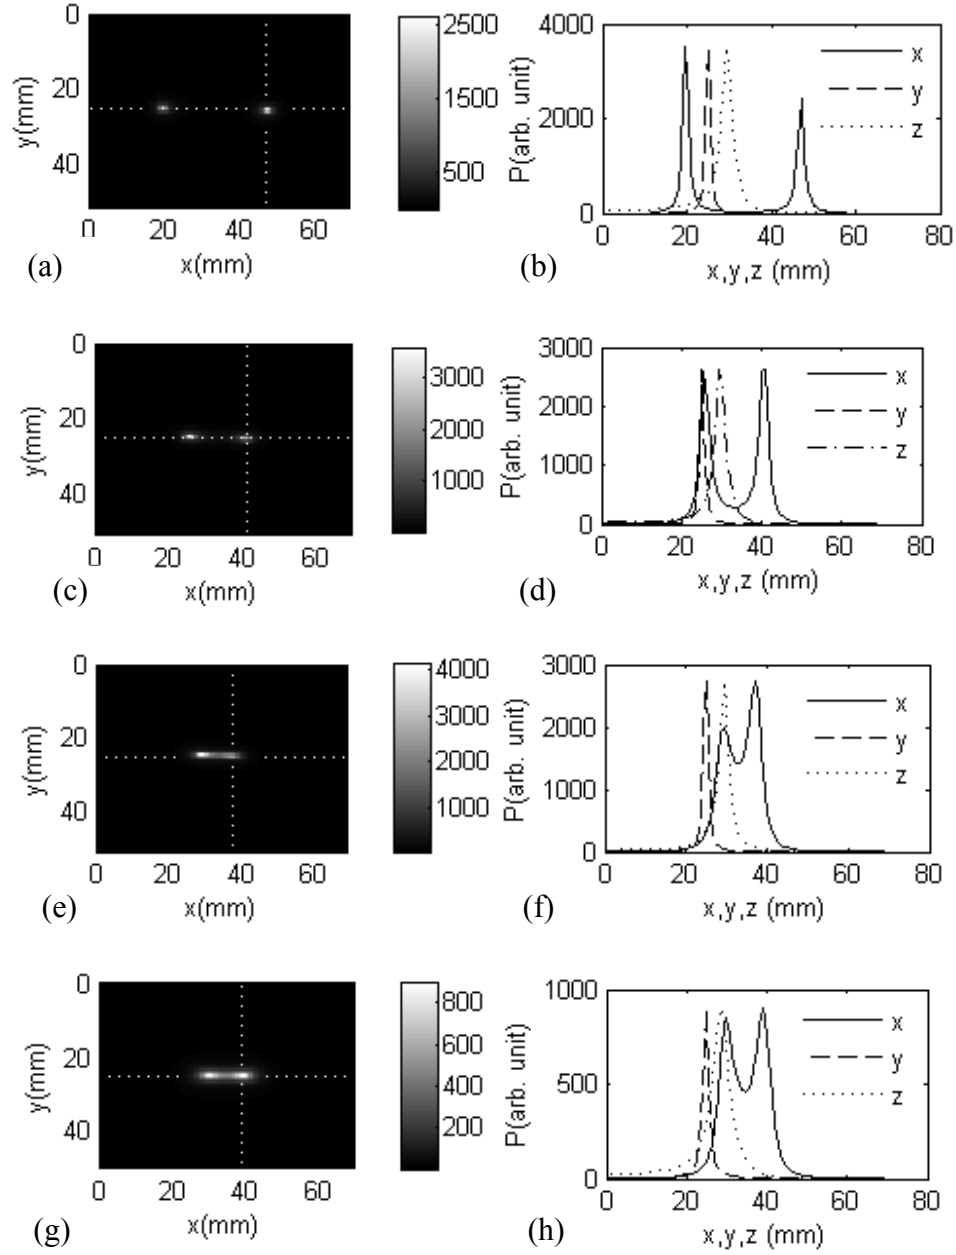 0
20
40
y(mm)
0
20
40
60
x(mm)
2500
1500
500
(a)
4000
2000
0
P(arb. unit)
x
y
z
0
20
40
60
80
x,y,z (mm)
(b)
0
20
40
y(mm)
0
20
40
60
x(mm)
3000
2000
1000
(c)
3000
2000
1000
0
P(arb. unit)
x
y
z
0
20
40
60
80
x,y,z (mm)
(d)
0
20
40
y(mm)
0
20
40
60
x(mm)
4000
3000
2000
1000
(e)
3000
2000
1000
0
P(arb. unit)
x
y
z
0
20
40
60
80
x,y,z (mm)
(f)
0
20
40
y(mm)
0
20
40
60
x(mm)
800
600
400
200
(g)
1000
500
0
P(arb. unit)
x
y
z
0
20
40
60
80
x,y,z (mm)
(h)